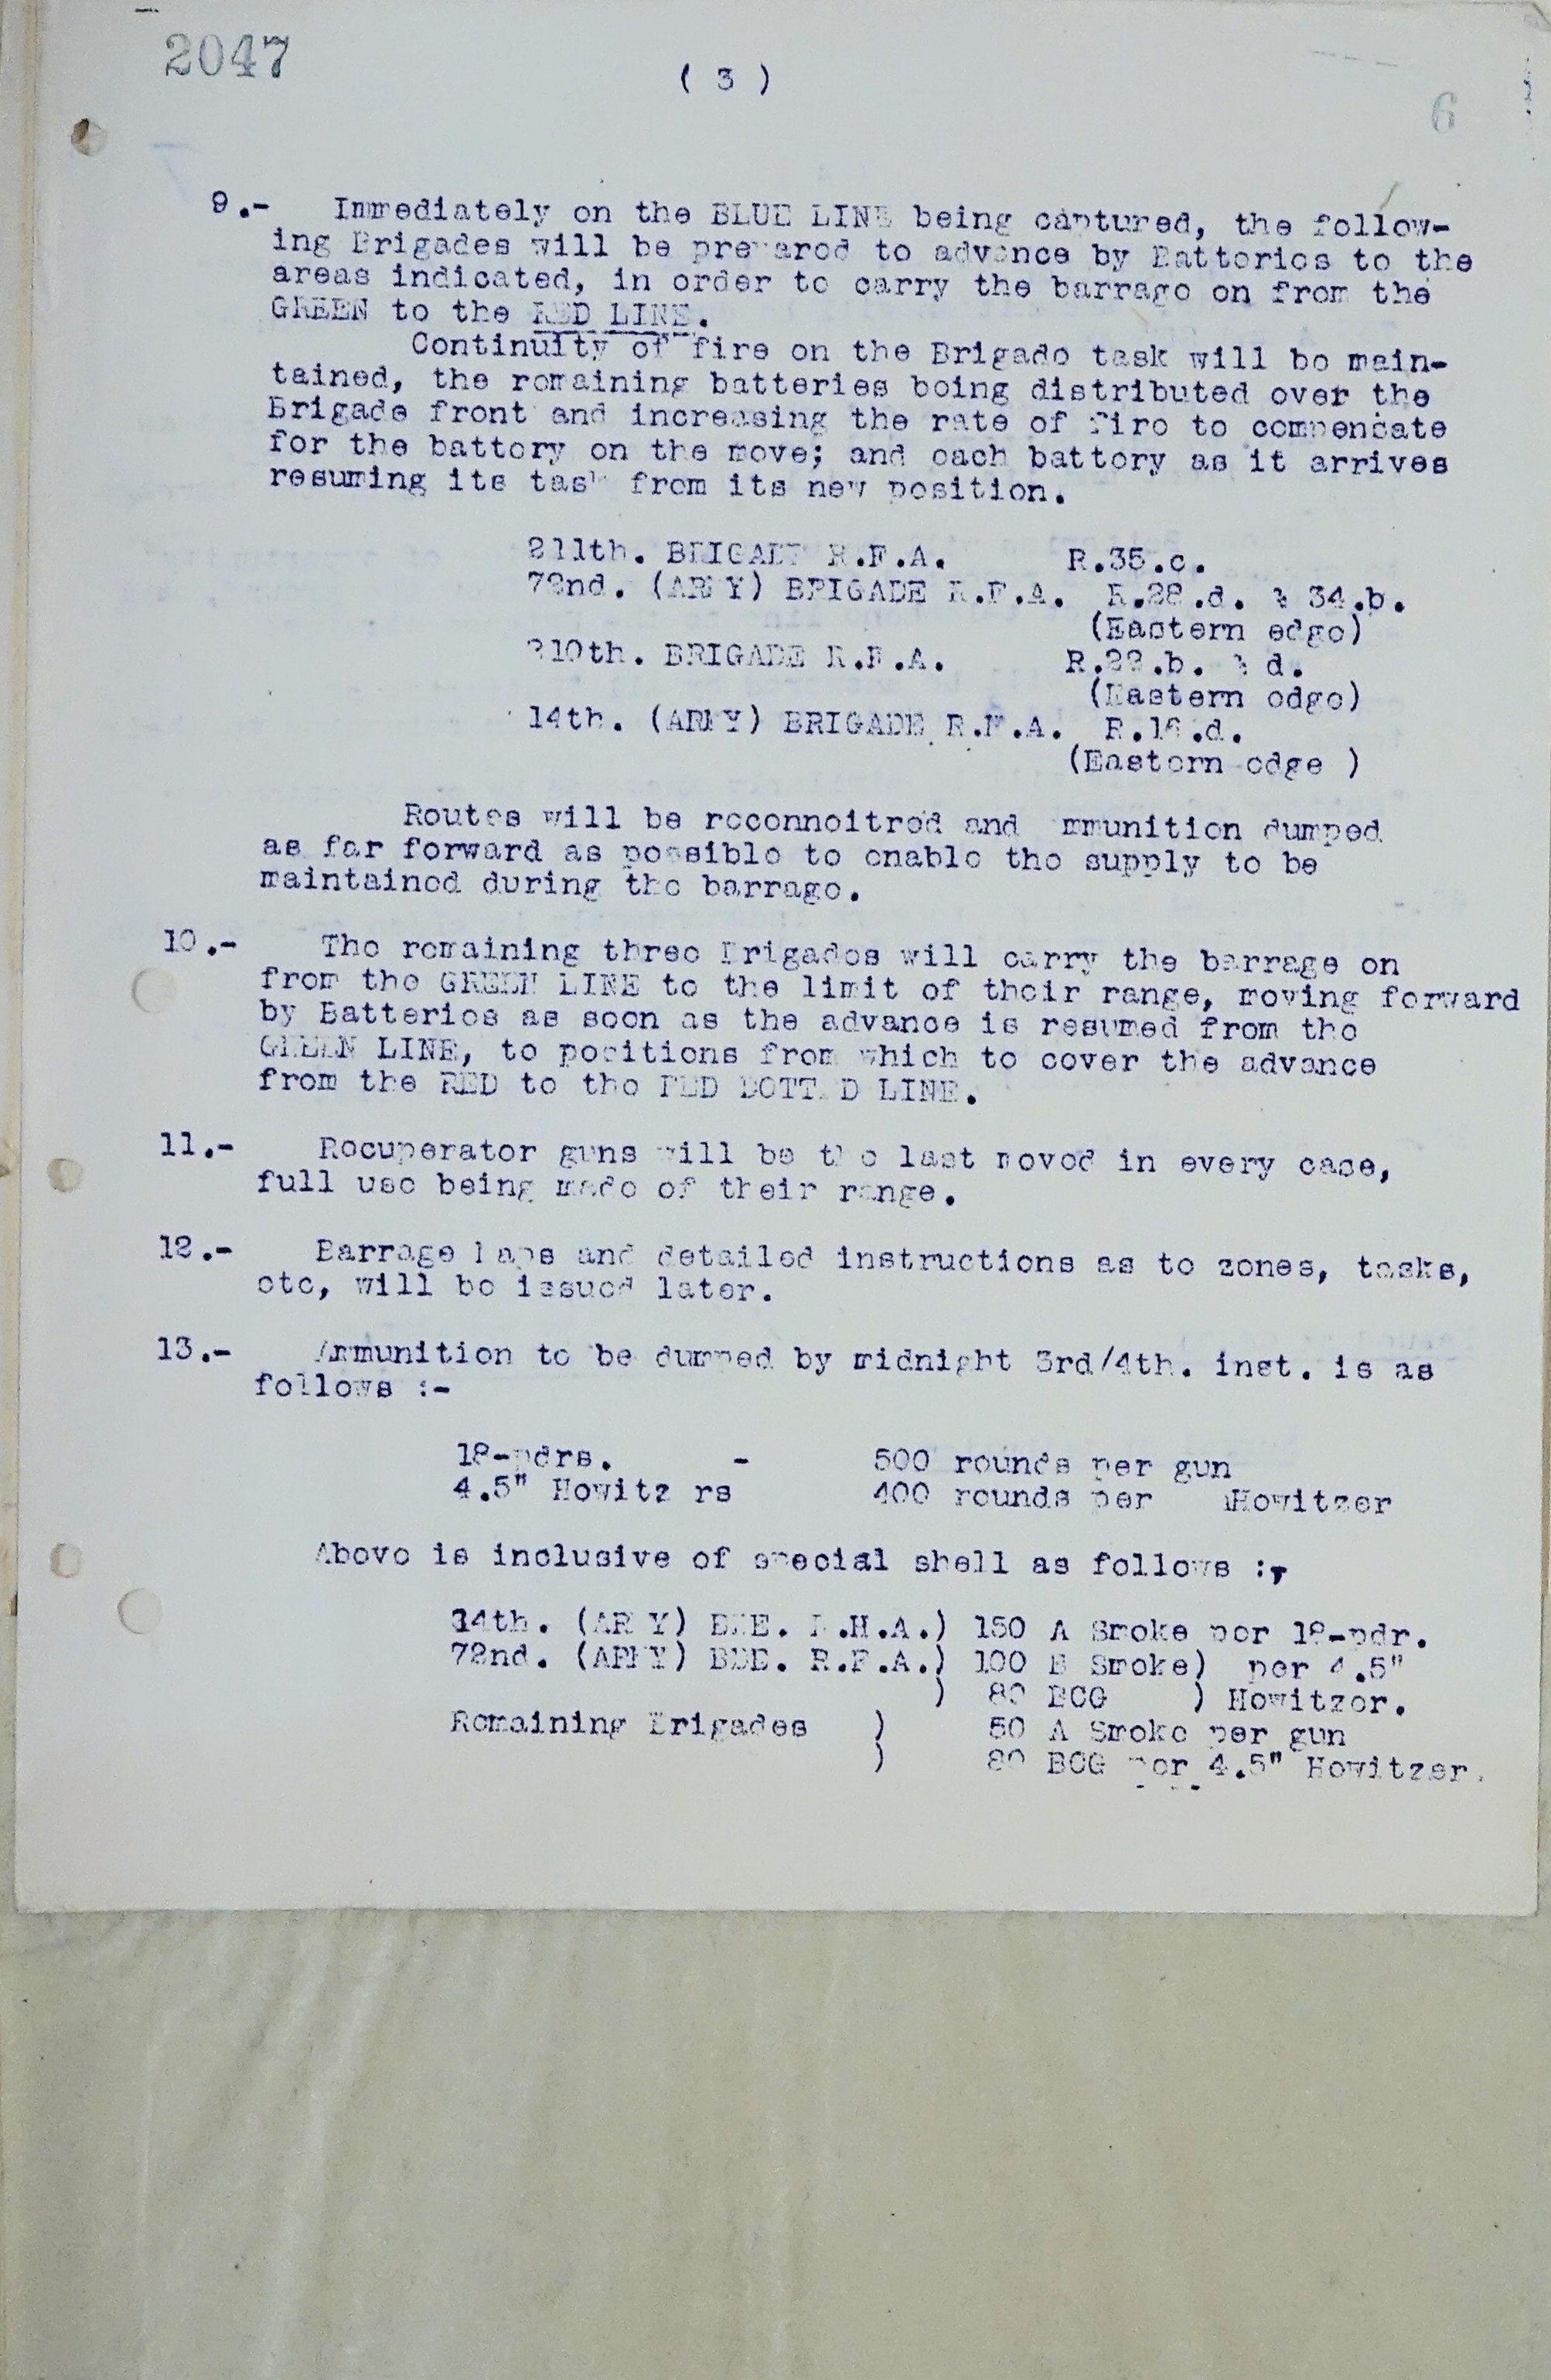 2047
( 3 )
6
9.- Immediately on the BLUE LINE being captured, the follow-
ing Brigades will be prepared to advance by Batteries to the
areas indicated, in order to carry the barrage on from the
GREEN to the RED LINE.
Continuity of fire on the Brigade task will be main-
tained, the remaining batteries being distributed over the
Brigade front and increasing the rate of fire to compensate
for the battery on the move; and each battery as it arrives
resuming its task from its new position.
211th. BRIGADE R.F.A. R.35.c.
72nd. (ARMY) BRIGADE R.F.A. R.28.d. & 34.b.
(Eastern edge)
210th. BRIGADE R.F.A. R.22.b. & d.
(Eastern edge)
14th. (ARMY) BRIGADE R.F.A. R.16.d.
(Eastern edge )
Routes will be reconnoitred and mmunition dumped
as far forward as possible to enable the supply to be
maintained during the barrage.
10.- The remaining three Brigades will carry the barrage on
from the GREEN LINE to the limit of their range, moving forward
by Batteries as soon as the advance is resumed from the
GREEN LINE, to positions from which to cover the advance
from the RED to the RED DOTT D LINE.
11.- Recuperator guns will be the last moved in every case,
full use being made of their range.
12.- Barrage Maps and detailed instructions as to zones, tasks,
etc, will be issued later.
13.- Ammunition to be dumped by midnight 3rd/4th. inst. is as
follows :-
18-pdrs. - 500 rounds per gun
4.5" Howitz rs 400 rounds per Howitzer
Above is inclusive of special shell as follows :-
14th. (AR Y) BDE. R.H.A.) 150 A Smoke per 18-pdr.
72nd. (ARMY) BDE. R.F.A.) 100 B Smoke) per 4.5"
) 80 BCG ) Howitzer.
Remaining Brigades ) 50 A Smoke per gun
) 80 BCG per 4.5" Howitzer.